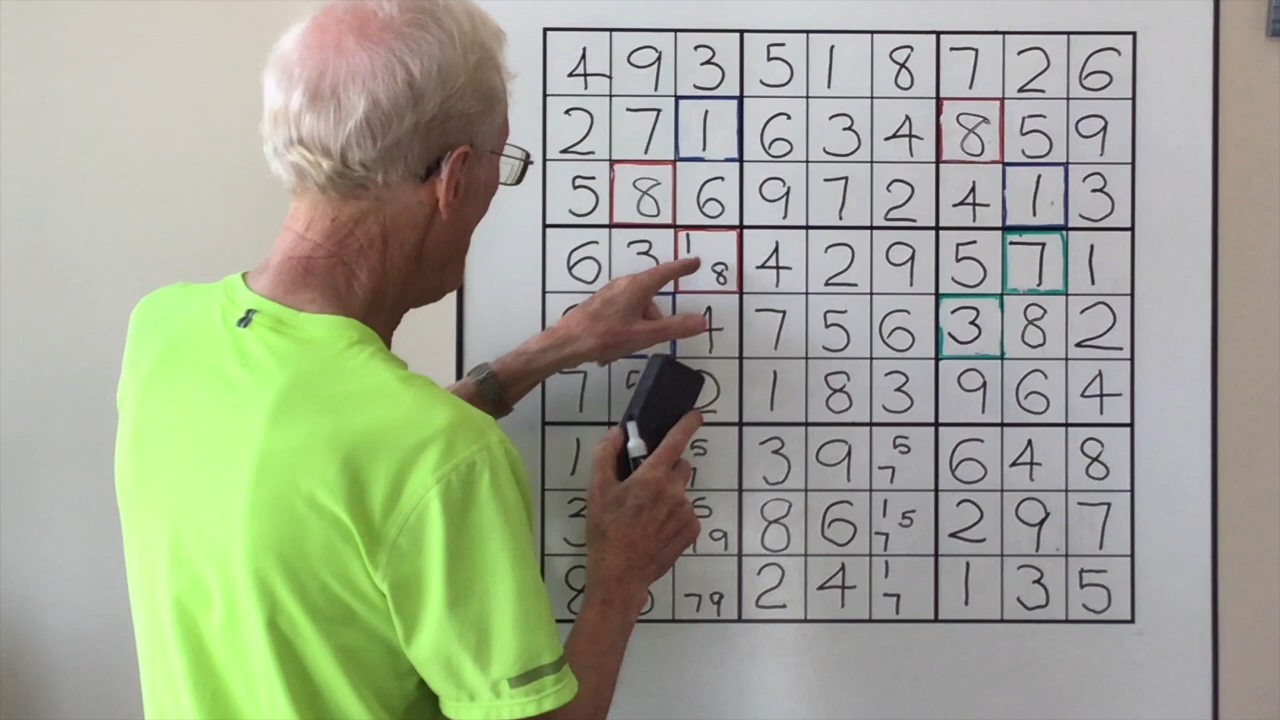 4 9 3 5 1 8 7 2 6
2 7 1 6 3 4 8 5 9
5 8 6 9 7 2 4 1 3
6 3 1 8 4 2 9 5 7 1
4 7 5 6 3 8 2
7 5 2 1 8 3 9 6 4
1 5 7 3 9 5 7 6 4 8
3 5 9 8 6 1 5 7 2 9 7
8 7 9 2 4 1 7 1 3 5